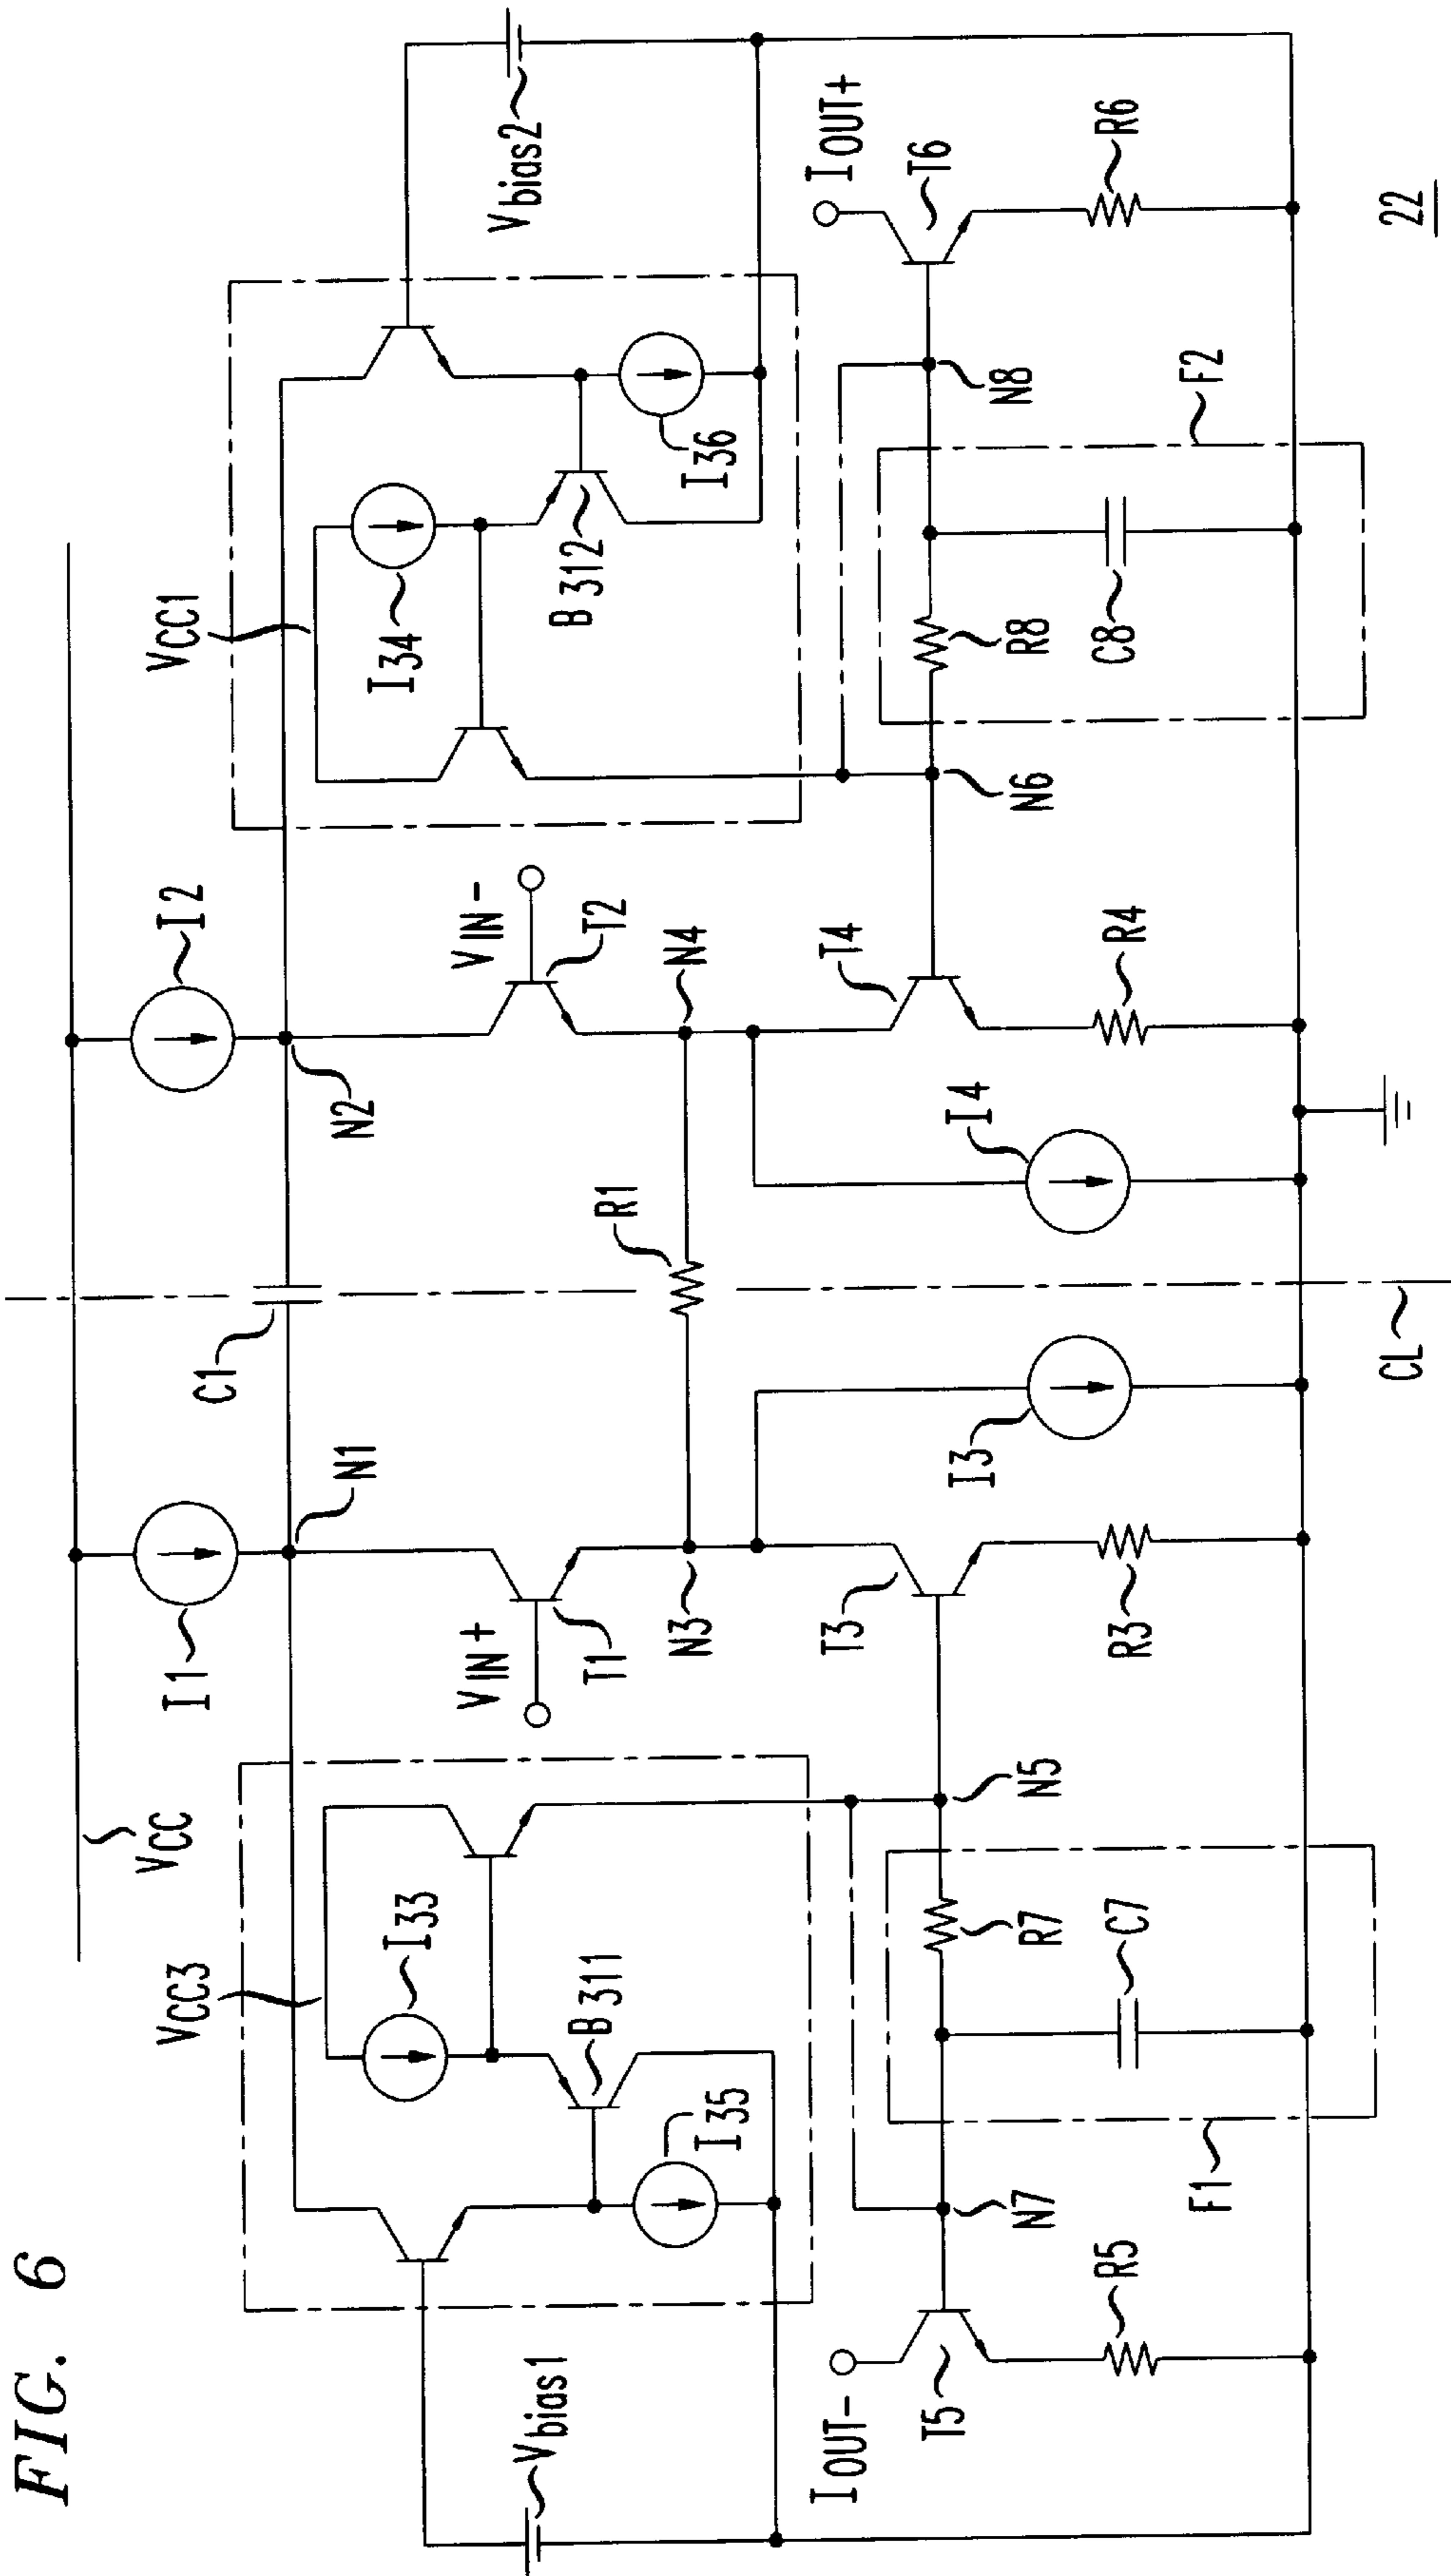 FIG. 6
VCC
I1
I2
C1
N1
N2
VCC3
VCC1
I33
I34
B311
B312
I35
I36
Vbias1
Vbias2
VIN+
VIN-
T1
T2
N3
R1
N4
T3
T4
I3
I4
R3
R4
N5
N6
R7
R8
C7
C8
F1
F2
N7
N8
IOUT-
IOUT+
T5
T6
R5
R6
CL
22